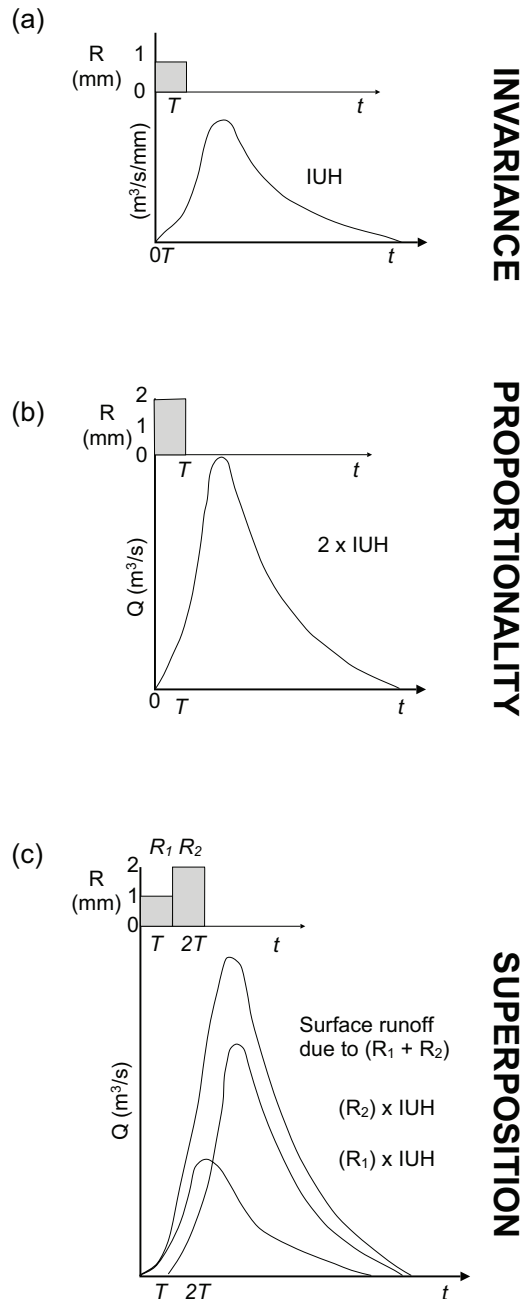 (a)
R
(mm)
1
0
T
t
(m³/s/mm)
IUH
0T
t
INVARIANCE
(b)
R
(mm)
2
1
0
T
t
Q (m³/s)
2 x IUH
0
T
t
PROPORTIONALITY
(c)
R₁ R₂
R
(mm)
2
1
0
T
2T
t
Q (m³/s)
Surface runoff
due to (R₁ + R₂)
(R₂) x IUH
(R₁) x IUH
T
2T
t
SUPERPOSITION